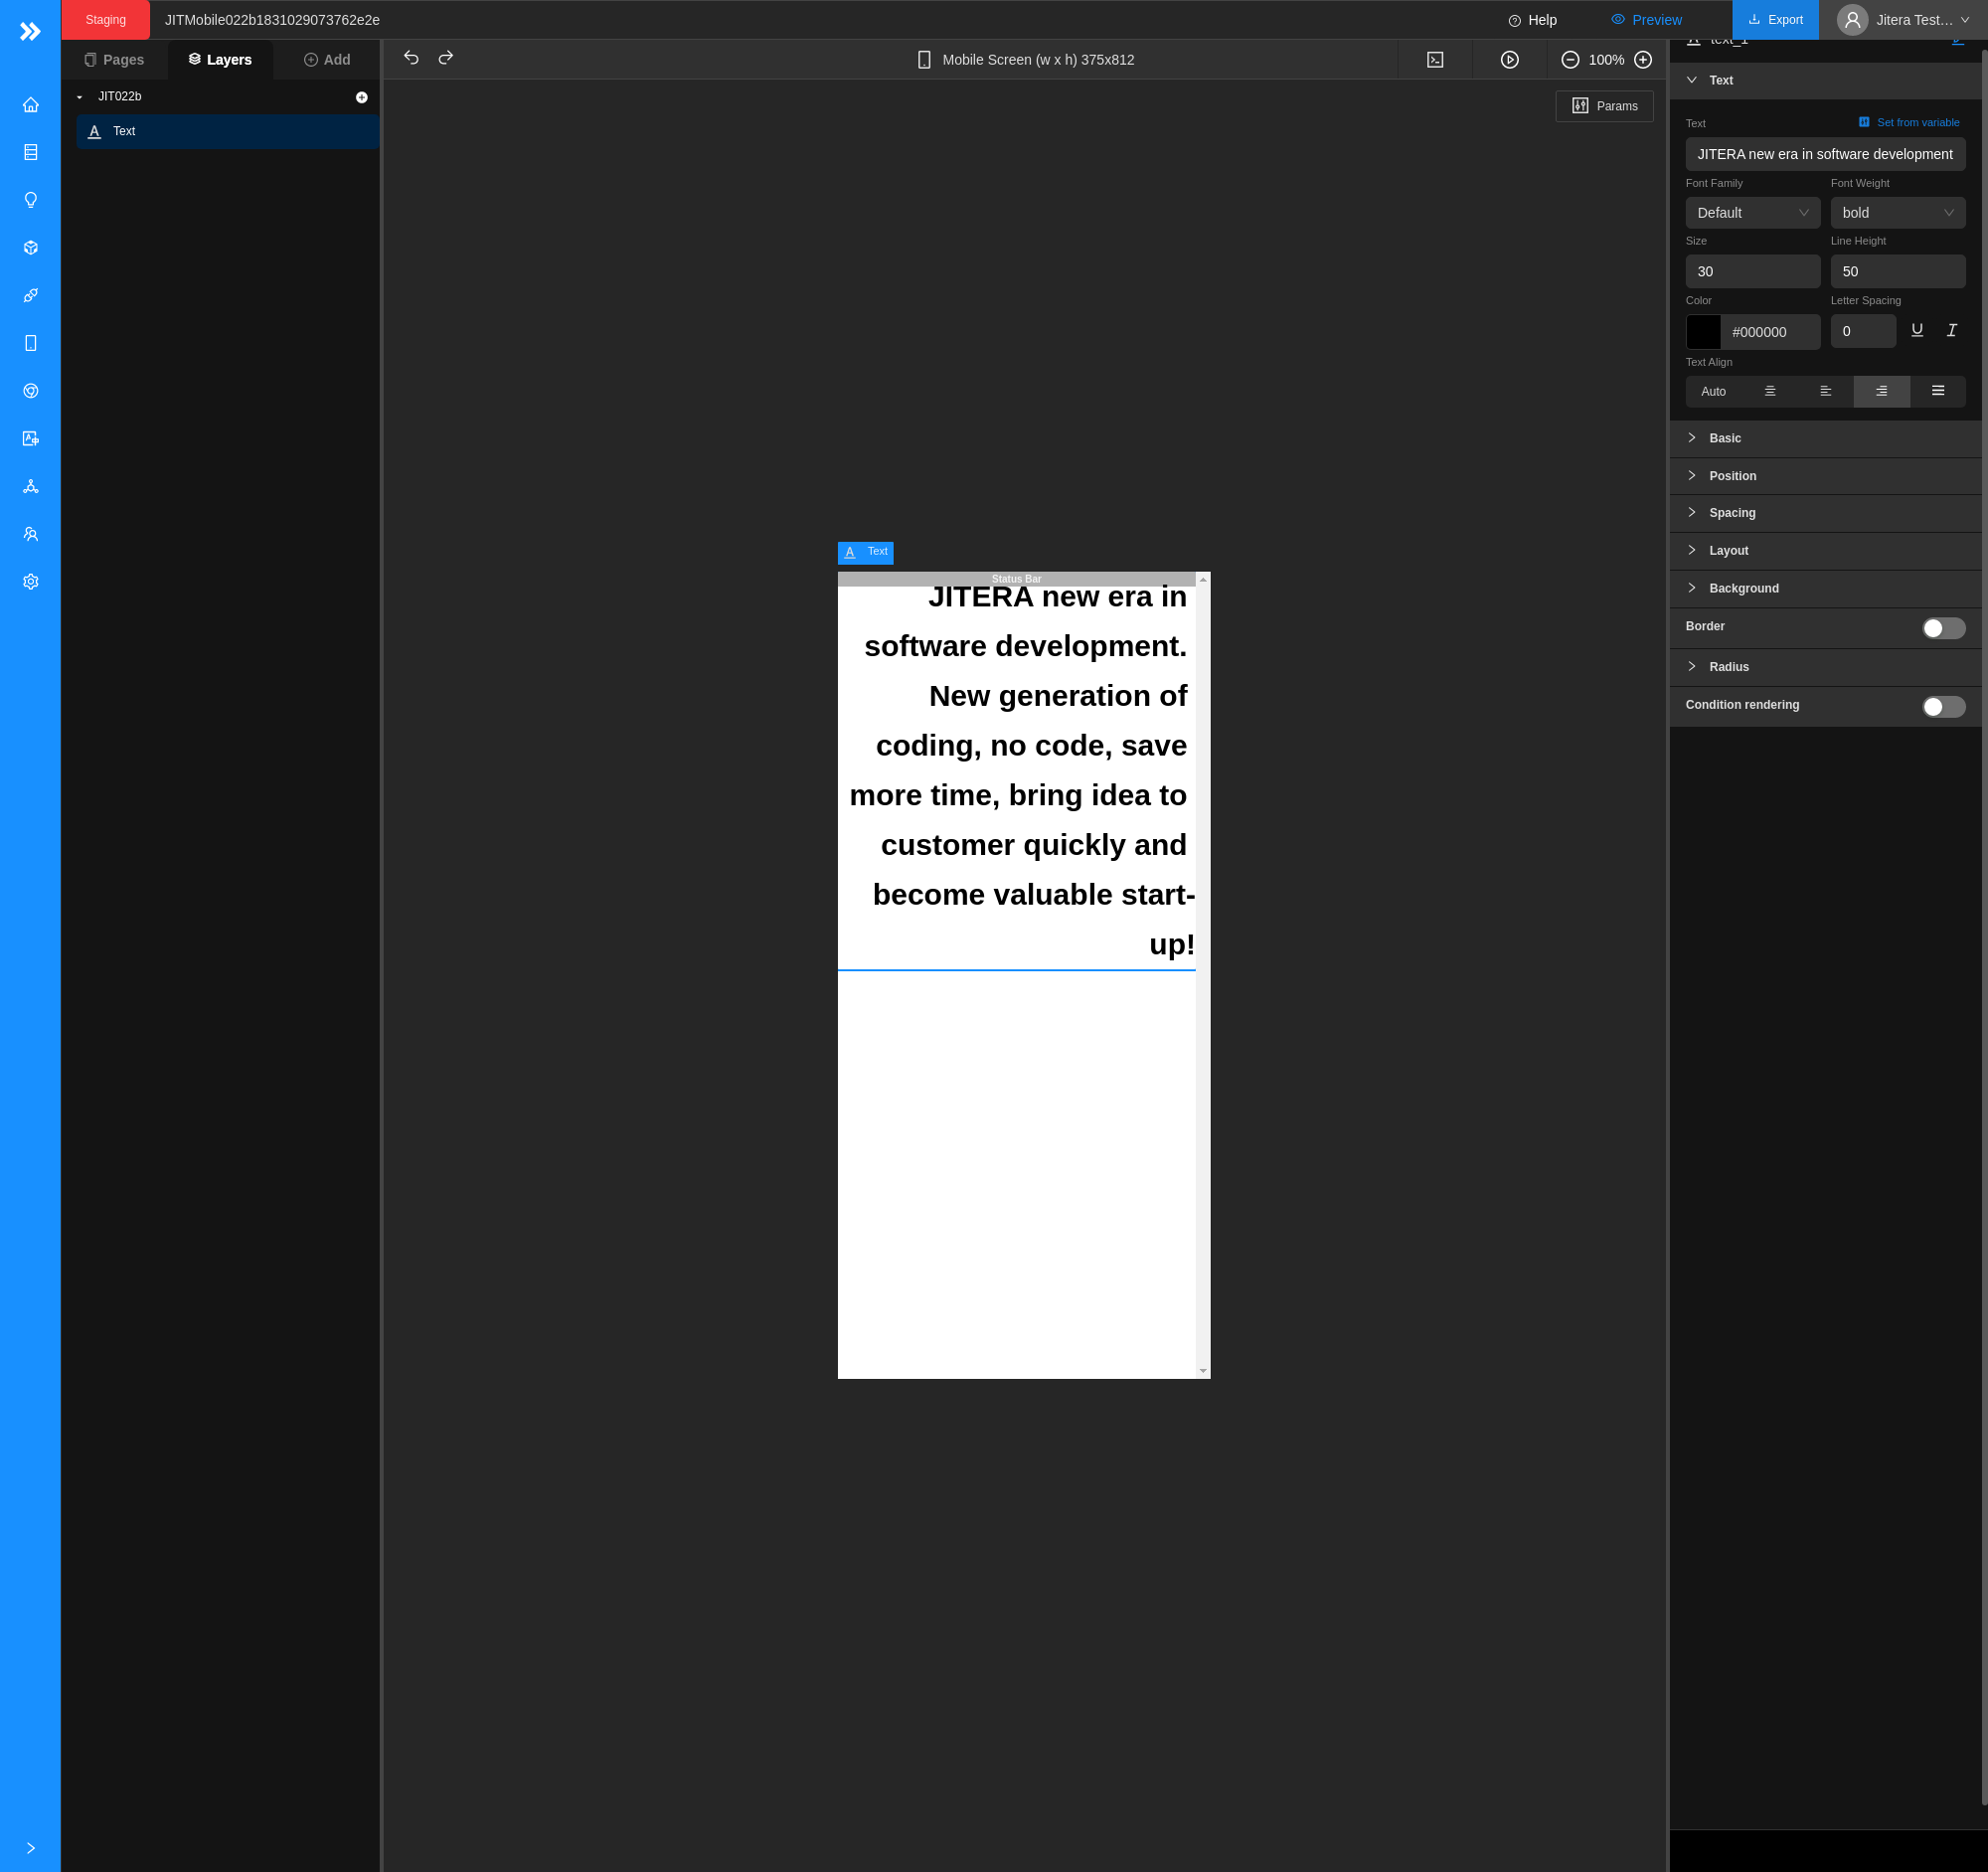 Staging
JITMobile022b1831029073762e2e
Help
Preview
Export
Jitera Test...
Pages
Layers
Add
Mobile Screen (w x h) 375x812
100%
text_1
JIT022b
Text
Params
Text
Text
Set from variable
JITERA new era in software development
Font Family
Font Weight
Default
bold
Size
Line Height
30
50
Color
Letter Spacing
#000000
0
Text Align
Auto
Basic
Position
Spacing
Layout
Background
Border
Radius
Condition rendering
Text
Status Bar
JITERA new era in
software development.
New generation of
coding, no code, save
more time, bring idea to
customer quickly and
become valuable start-
up!